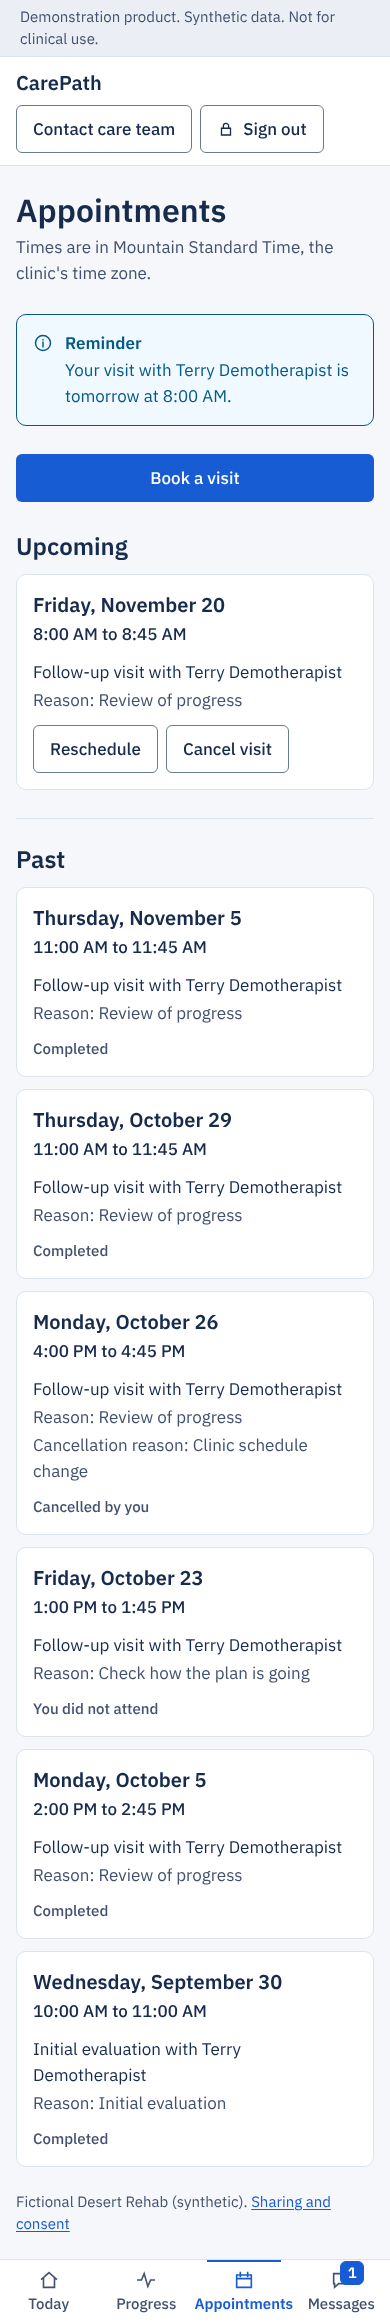 Demonstration product. Synthetic data. Not for
clinical use.
CarePath
Contact care team
Sign out
Appointments
Times are in Mountain Standard Time, the
clinic's time zone.
Reminder
Your visit with Terry Demotherapist is
tomorrow at 8:00 AM.
Book a visit
Upcoming
Friday, November 20
8:00 AM to 8:45 AM
Follow-up visit with Terry Demotherapist
Reason: Review of progress
Reschedule
Cancel visit
Past
Thursday, November 5
11:00 AM to 11:45 AM
Follow-up visit with Terry Demotherapist
Reason: Review of progress
Completed
Thursday, October 29
11:00 AM to 11:45 AM
Follow-up visit with Terry Demotherapist
Reason: Review of progress
Completed
Monday, October 26
4:00 PM to 4:45 PM
Follow-up visit with Terry Demotherapist
Reason: Review of progress
Cancellation reason: Clinic schedule
change
Cancelled by you
Friday, October 23
1:00 PM to 1:45 PM
Follow-up visit with Terry Demotherapist
Reason: Check how the plan is going
You did not attend
Monday, October 5
2:00 PM to 2:45 PM
Follow-up visit with Terry Demotherapist
Reason: Review of progress
Completed
Wednesday, September 30
10:00 AM to 11:00 AM
Initial evaluation with Terry
Demotherapist
Reason: Initial evaluation
Completed
Fictional Desert Rehab (synthetic). Sharing and
consent
1
Today
Progress
Appointments
Messages